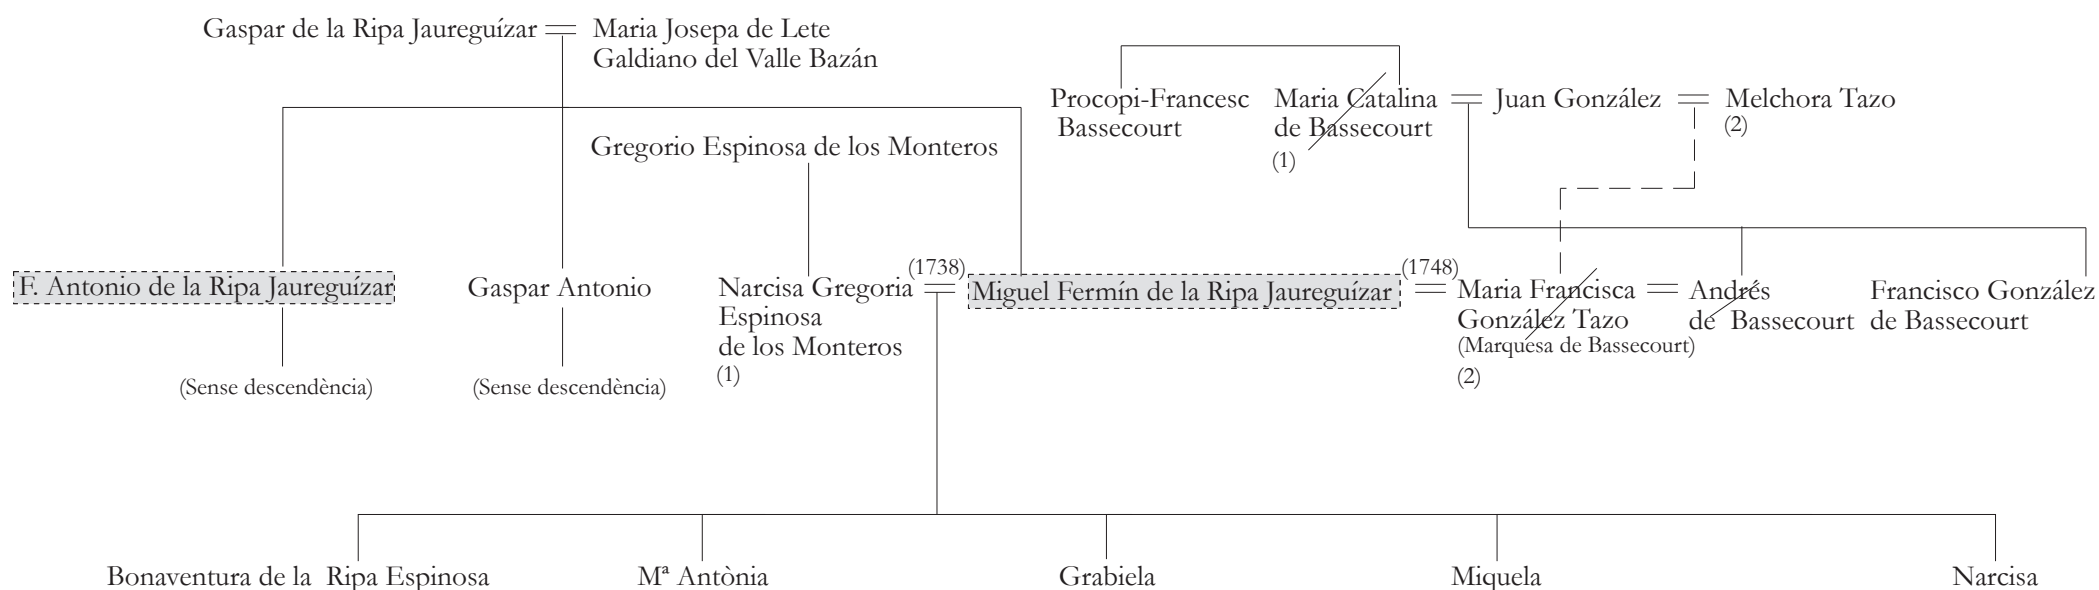 Gaspar de la Ripa Jaureguízar
Maria Josepa de Lete
Galdiano del Valle Bazán
Procopi-Francesc
Bassecourt
Maria Catalina
de Bassecourt
(1)
Juan González
Melchora Tazo
(2)
Gregorio Espinosa de los Monteros
F. Antonio de la Ripa Jaureguízar
Gaspar Antonio
Narcisa Gregoria
Espinosa
de los Monteros
(1)
(1738)
Miguel Fermín de la Ripa Jaureguízar
(1748)
Maria Francisca
González Tazo
(Marquesa de Bassecourt)
(2)
Andrés
de Bassecourt
Francisco González
de Bassecourt
(Sense descendència)
(Sense descendència)
Bonaventura de la Ripa Espinosa
Mª Antònia
Grabiela
Miquela
Narcisa